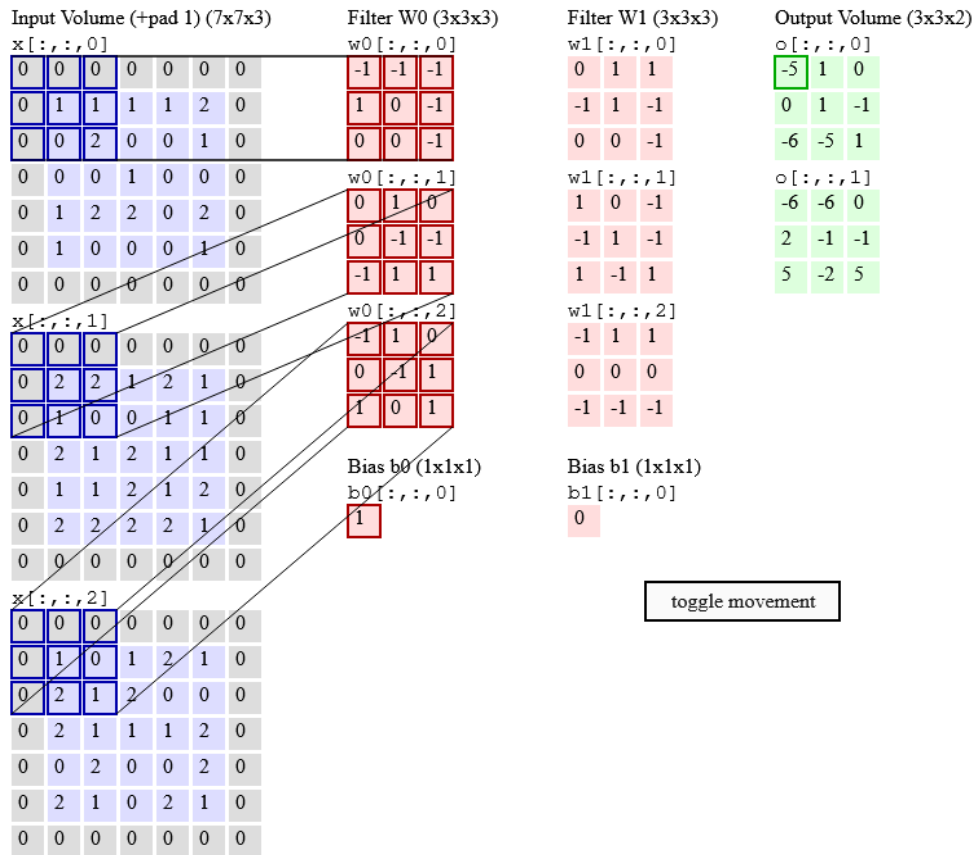 Input Volume (+pad 1) (7x7x3)
x[:,:,0]
0 0 0 0 0 0 0
0 1 1 1 1 2 0
0 0 2 0 0 1 0
0 0 0 1 0 0 0
0 1 2 2 0 2 0
0 1 0 0 0 1 0
0 0 0 0 0 0 0
x[:,:,1]
0 0 0 0 0 0 0
0 2 2 1 2 1 0
0 1 0 0 1 1 0
0 2 1 2 1 1 0
0 1 1 2 1 2 0
0 2 2 2 2 1 0
0 0 0 0 0 0 0
x[:,:,2]
0 0 0 0 0 0 0
0 1 0 1 2 1 0
0 2 1 2 0 0 0
0 2 1 1 1 2 0
0 0 2 0 0 2 0
0 2 1 0 2 1 0
0 0 0 0 0 0 0
Filter W0 (3x3x3)
w0[:,:,0]
-1 -1 -1
1 0 -1
0 0 -1
w0[:,:,1]
0 1 0
0 -1 -1
-1 1 1
w0[:,:,2]
-1 1 0
0 -1 1
1 0 1
Bias b0 (1x1x1)
b0[:,:,0]
1
Filter W1 (3x3x3)
w1[:,:,0]
0 1 1
-1 1 -1
0 0 -1
w1[:,:,1]
1 0 -1
-1 1 -1
1 -1 1
w1[:,:,2]
-1 1 1
0 0 0
-1 -1 -1
Bias b1 (1x1x1)
b1[:,:,0]
0
Output Volume (3x3x2)
o[:,:,0]
-5 1 0
0 1 -1
-6 -5 1
o[:,:,1]
-6 -6 0
2 -1 -1
5 -2 5
toggle movement